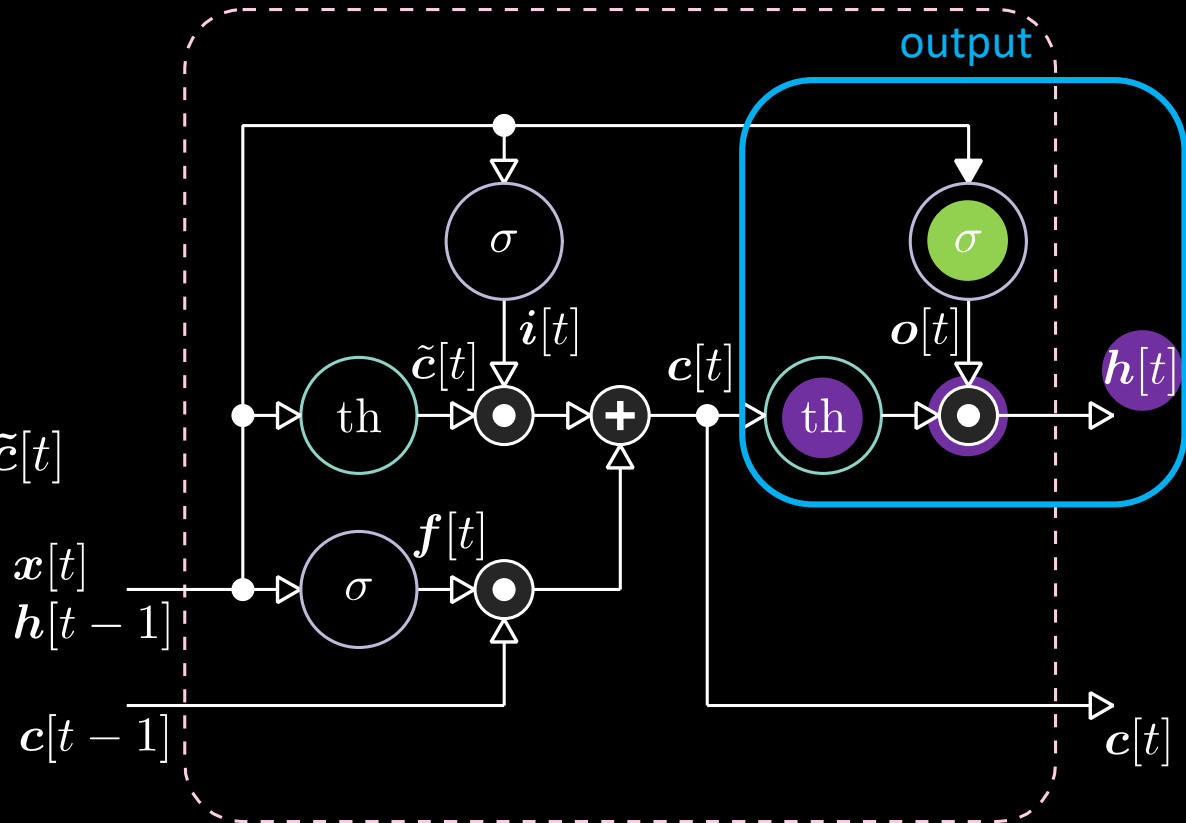 output
σ
σ
i[t]
o[t]
c̃[t]
c[t]
h[t]
th
th
c̃[t]
f[t]
x[t]
σ
h[t − 1]
c[t − 1]
c[t]